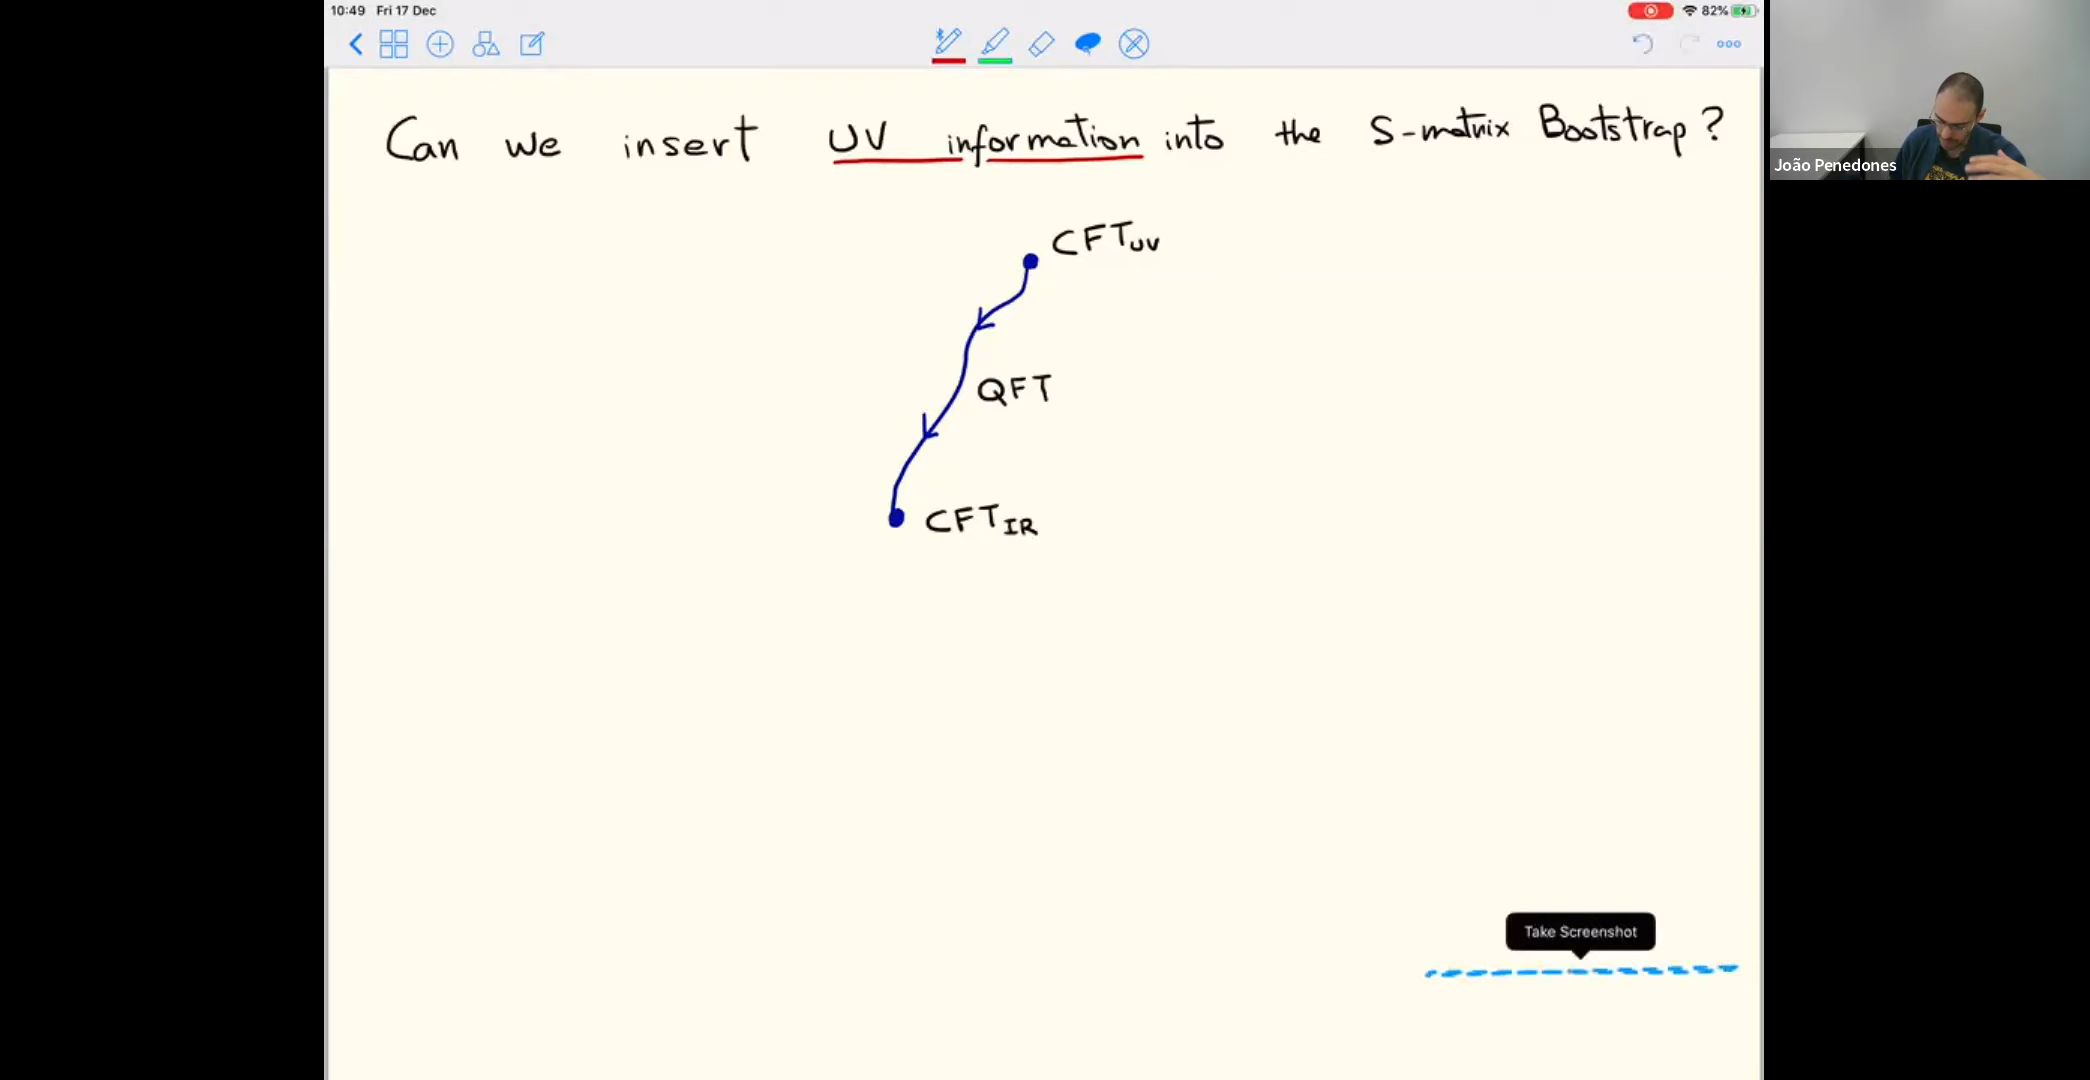 10:49 Fri 17 Dec
82%
Can we insert UV information into the S-matrix Bootstrap?
João Penedones
CFT_UV
QFT
CFT_IR
Take Screenshot